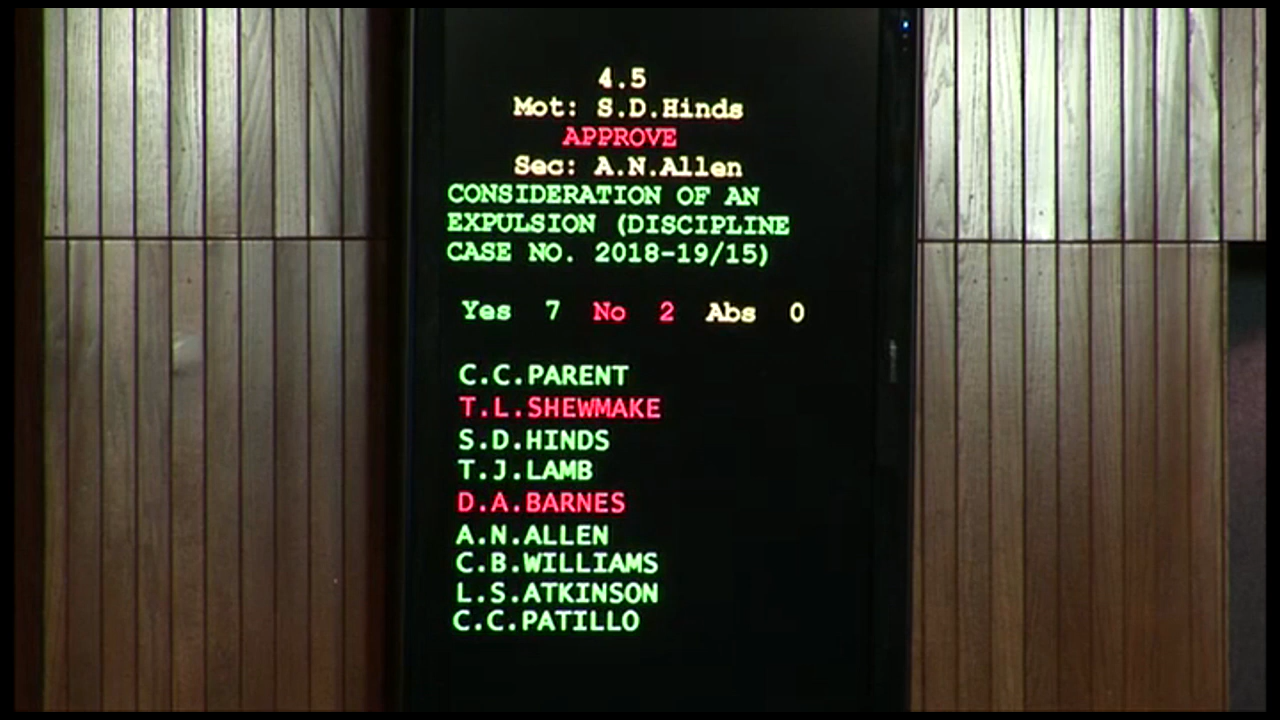 4.5
Mot: S.D.Hinds
APPROVE
Sec: A.N.Allen
CONSIDERATION OF AN
EXPULSION (DISCIPLINE
CASE NO. 2018-19/15)
Yes 7 No 2 Abs 0
C.C.PARENT
T.L.SHEWMAKE
S.D.HINDS
T.J.LAMB
D.A.BARNES
A.N.ALLEN
C.B.WILLIAMS
L.S.ATKINSON
C.C.PATILLO